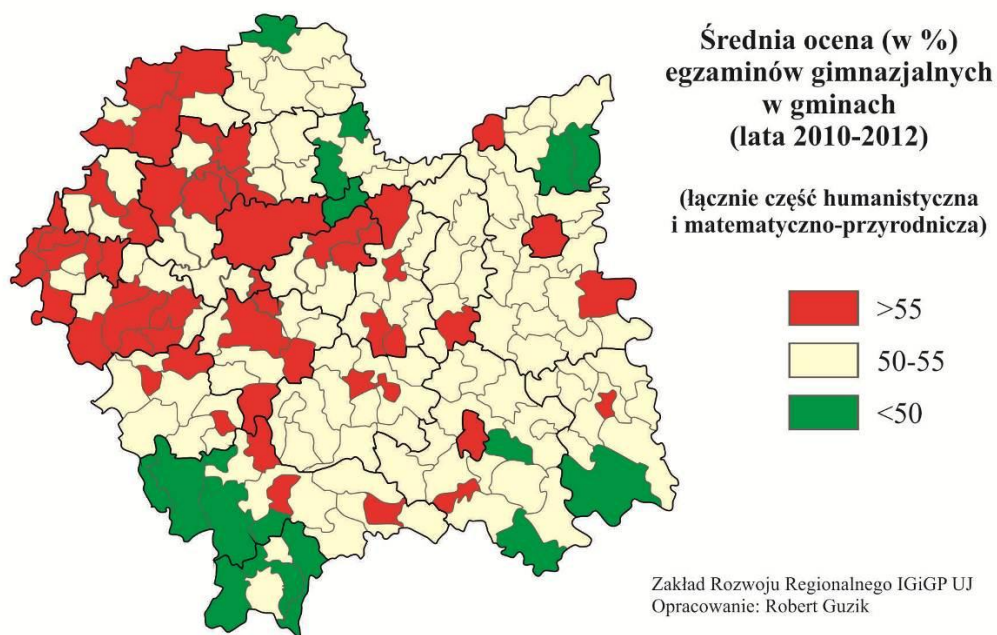 Średnia ocena (w %)
egzaminów gimnazjalnych
w gminach
(lata 2010-2012)
(łącznie część humanistyczna
i matematyczno-przyrodnicza)
>55
50-55
<50
Zakład Rozwoju Regionalnego IGiGP UJ
Opracowanie: Robert Guzik